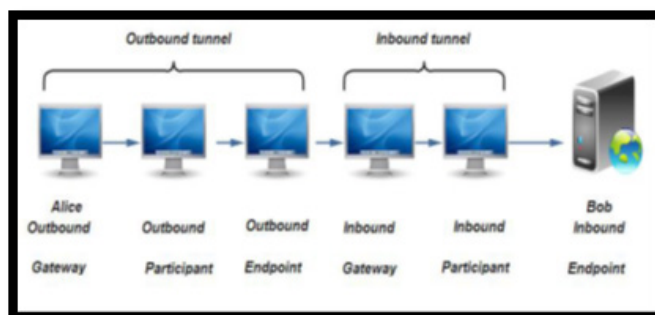 Outbound tunnel Inbound tunnel
Alice Bob
Outbound Outbound Outbound Inbound Inbound Inbound
Gateway Participant Endpoint Gateway Participant Endpoint